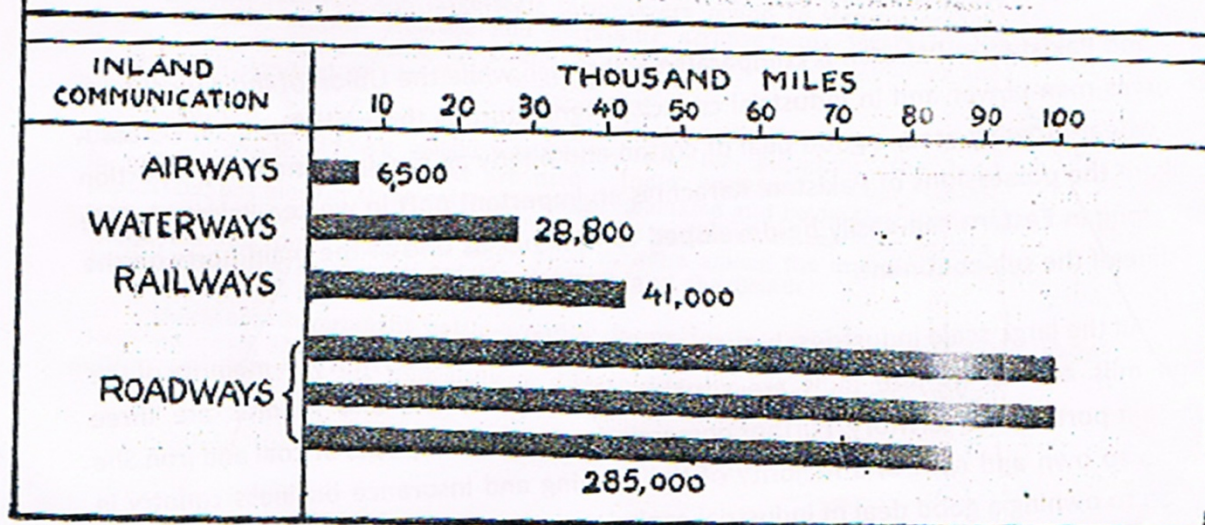 INLAND COMMUNICATION
THOUSAND MILES
10 20 30 40 50 60 70 80 90 100
AIRWAYS 6,500
WATERWAYS 28,800
RAILWAYS 41,000
ROADWAYS
285,000